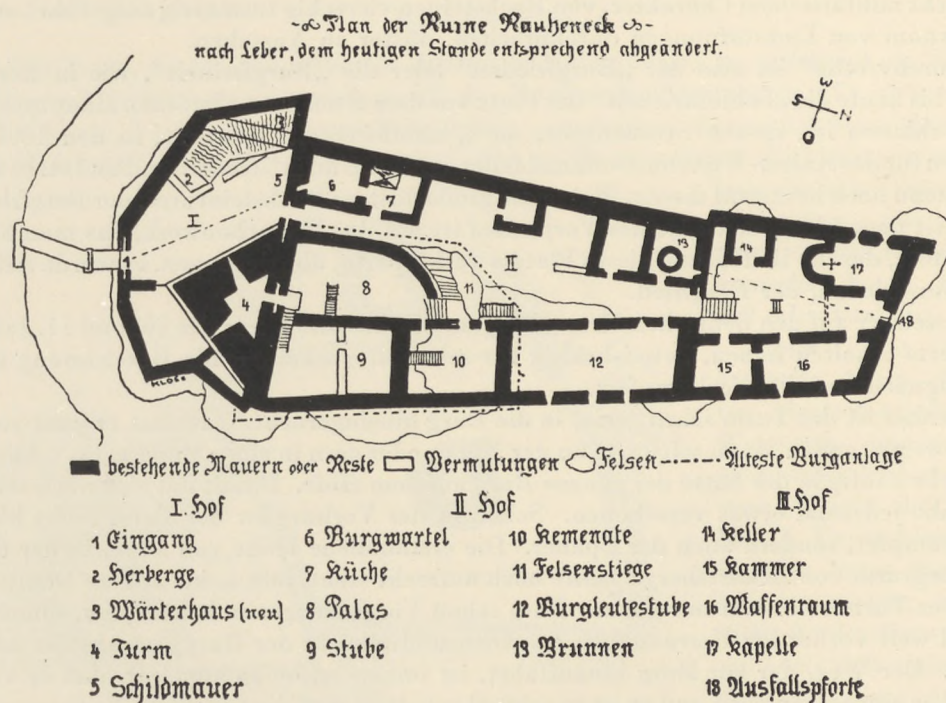 Plan der Ruine Rauheneck
nach Leber, dem heutigen Stande entsprechend abgeändert.
W
S N
O
3
2
5
6
7
I
II
13
14
17
4
8
11
III
18
9
10
12
15
16
bestehende Mauern oder Reste Vermutungen Felsen Älteste Burganlage
I. Hof
1 Eingang
2 Herberge
3 Wärterhaus (neu)
4 Turm
5 Schildmauer
II. Hof
6 Burgwartel
7 Küche
8 Palas
9 Stube
10 Kemenate
11 Felsenstiege
12 Burgleutestube
13 Brunnen
III. Hof
14 Keller
15 Kammer
16 Waffenraum
17 Kapelle
18 Ausfallspforte